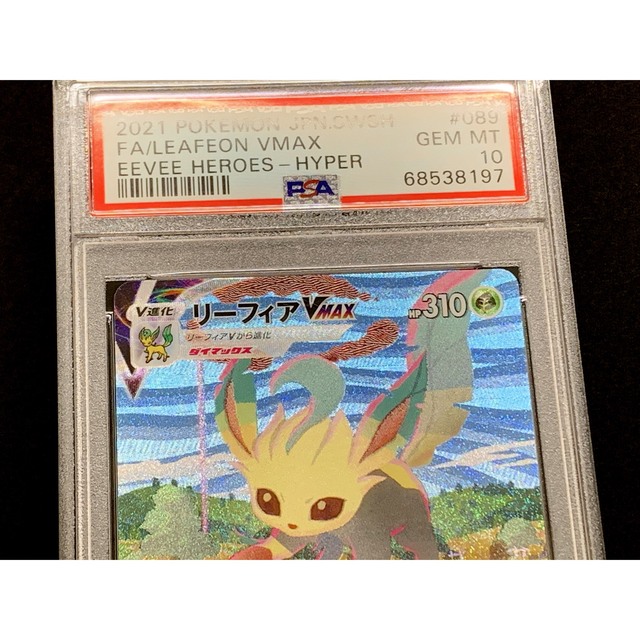 2021 POKEMON JPN.SWSH #089
FA/LEAFEON VMAX GEM MT
EEVEE HEROES-HYPER 10
PSA 68538197
V進化 リーフィアVMAX HP310
リーフィアVから進化
ダイマックス